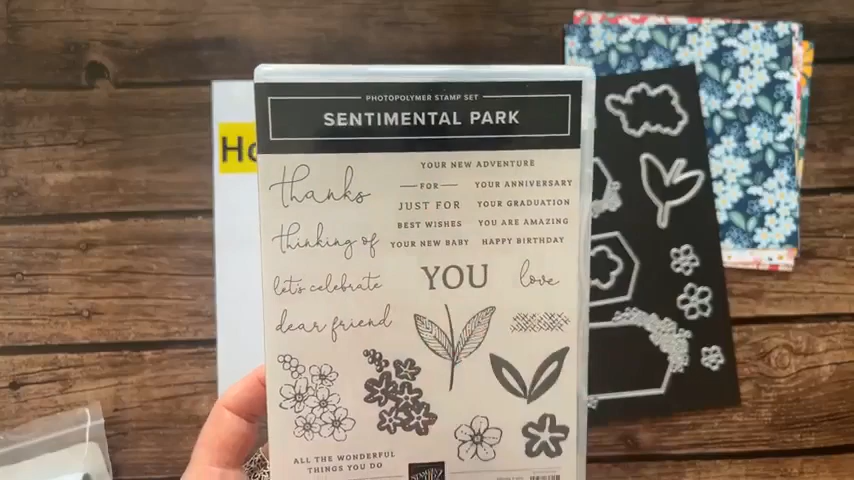 PHOTOPOLYMER STAMP SET
SENTIMENTAL PARK
Ho
thanks
YOUR NEW ADVENTURE
FOR
YOUR ANNIVERSARY
JUST FOR
YOUR GRADUATION
BEST WISHES
YOU ARE AMAZING
thinking of
YOUR NEW BABY
HAPPY BIRTHDAY
let's celebrate
YOU
love
dear friend
ALL THE WONDERFUL
THINGS YOU DO